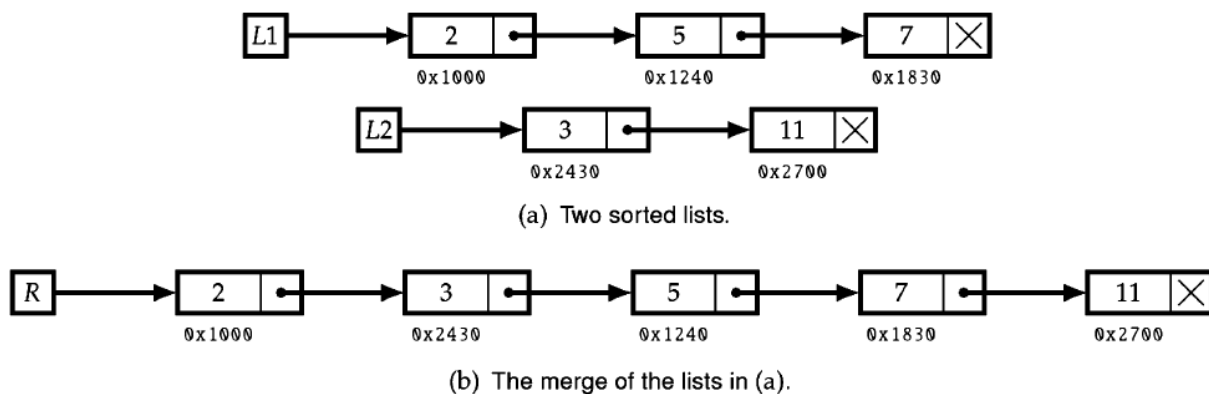 L1 2 5 7
0x1000 0x1240 0x1830
L2 3 11
0x2430 0x2700
(a) Two sorted lists.
R 2 3 5 7 11
0x1000 0x2430 0x1240 0x1830 0x2700
(b) The merge of the lists in (a).